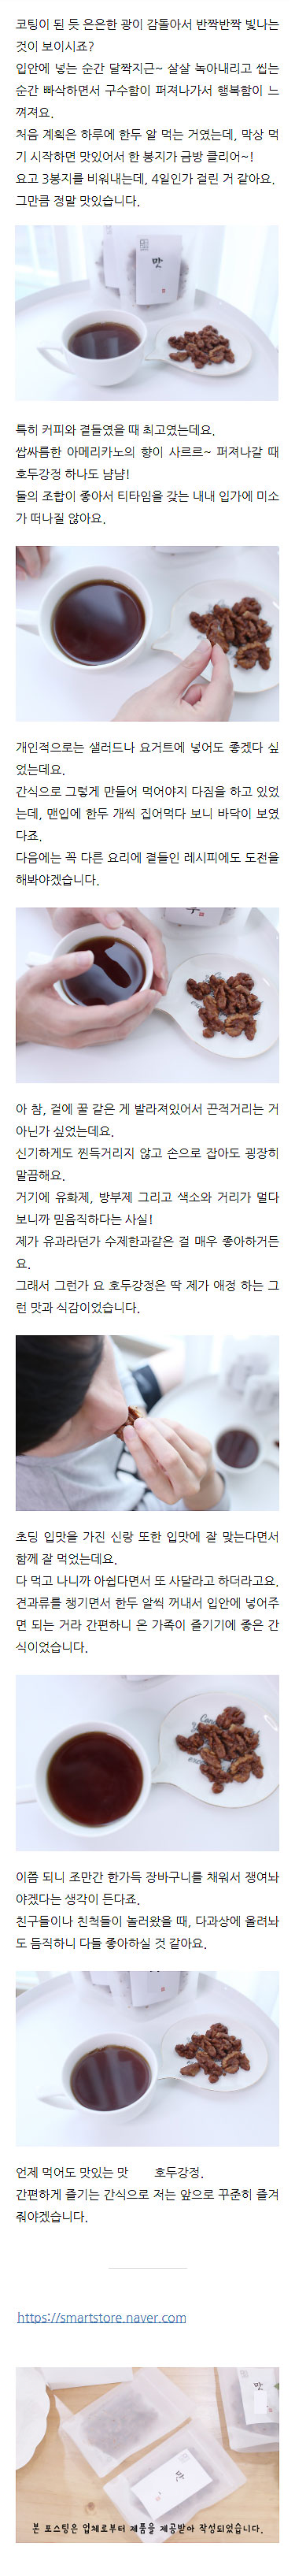 코팅이 된 듯 은은한 광이 감돌아서 반짝반짝 빛나는
것이 보이시죠?
입안에 넣는 순간 달짝지근~ 살살 녹아내리고 씹는
순간 빠삭하면서 구수함이 퍼져나가서 행복함이 느
껴져요.
처음 계획은 하루에 한두 알 먹는 거였는데, 막상 먹
기 시작하면 맛있어서 한 봉지가 금방 클리어~!
요고 3봉지를 비워내는데, 4일인가 걸린 거 같아요.
그만큼 정말 맛있습니다.
맛
특히 커피와 곁들였을 때 최고였는데요.
쌉싸름한 아메리카노의 향이 사르르~ 퍼져나갈 때
호두강정 하나도 냠냠!
둘의 조합이 좋아서 티타임을 갖는 내내 입가에 미소
가 떠나질 않아요.
개인적으로는 샐러드나 요거트에 넣어도 좋겠다 싶
었는데요.
간식으로 그렇게 만들어 먹어야지 다짐을 하고 있었
는데, 맨입에 한두 개씩 집어먹다 보니 바닥이 보였
다죠.
다음에는 꼭 다른 요리에 곁들인 레시피에도 도전을
해봐야겠습니다.
아 참, 겉에 꿀 같은 게 발라져있어서 끈적거리는 거
아닌가 싶었는데요.
신기하게도 찐득거리지 않고 손으로 잡아도 굉장히
말끔해요.
거기에 유화제, 방부제 그리고 색소와 거리가 멀다
보니까 믿음직하다는 사실!
제가 유과라던가 수제한과같은 걸 매우 좋아하거든
요.
그래서 그런가 요 호두강정은 딱 제가 애정 하는 그
런 맛과 식감이었습니다.
초딩 입맛을 가진 신랑 또한 입맛에 잘 맞는다면서
함께 잘 먹었는데요.
다 먹고 나니까 아쉽다면서 또 사달라고 하더라고요.
견과류를 챙기면서 한두 알씩 꺼내서 입안에 넣어주
면 되는 거라 간편하니 온 가족이 즐기기에 좋은 간
식이었습니다.
이쯤 되니 조만간 한가득 장바구니를 채워서 쟁여놔
야겠다는 생각이 든다죠.
친구들이나 친척들이 놀러왔을 때, 다과상에 올려놔
도 듬직하니 다들 좋아하실 것 같아요.
언제 먹어도 맛있는 맛 호두강정.
간편하게 즐기는 간식으로 저는 앞으로 꾸준히 즐겨
줘야겠습니다.
https://smartstore.naver.com
맛
맛
본 포스팅은 업체로부터 제품을 제공받아 작성되었습니다.